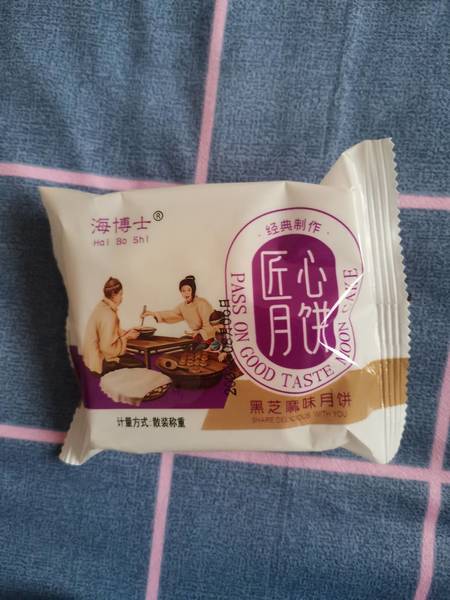 海博士®
Hai Bo Shi
·经典制作·
匠心
月饼
PASS ON GOOD TASTE MOON CAKE
黑芝麻味月饼
SHARE DELICIOUS WITH YOU
计量方式:散装称重